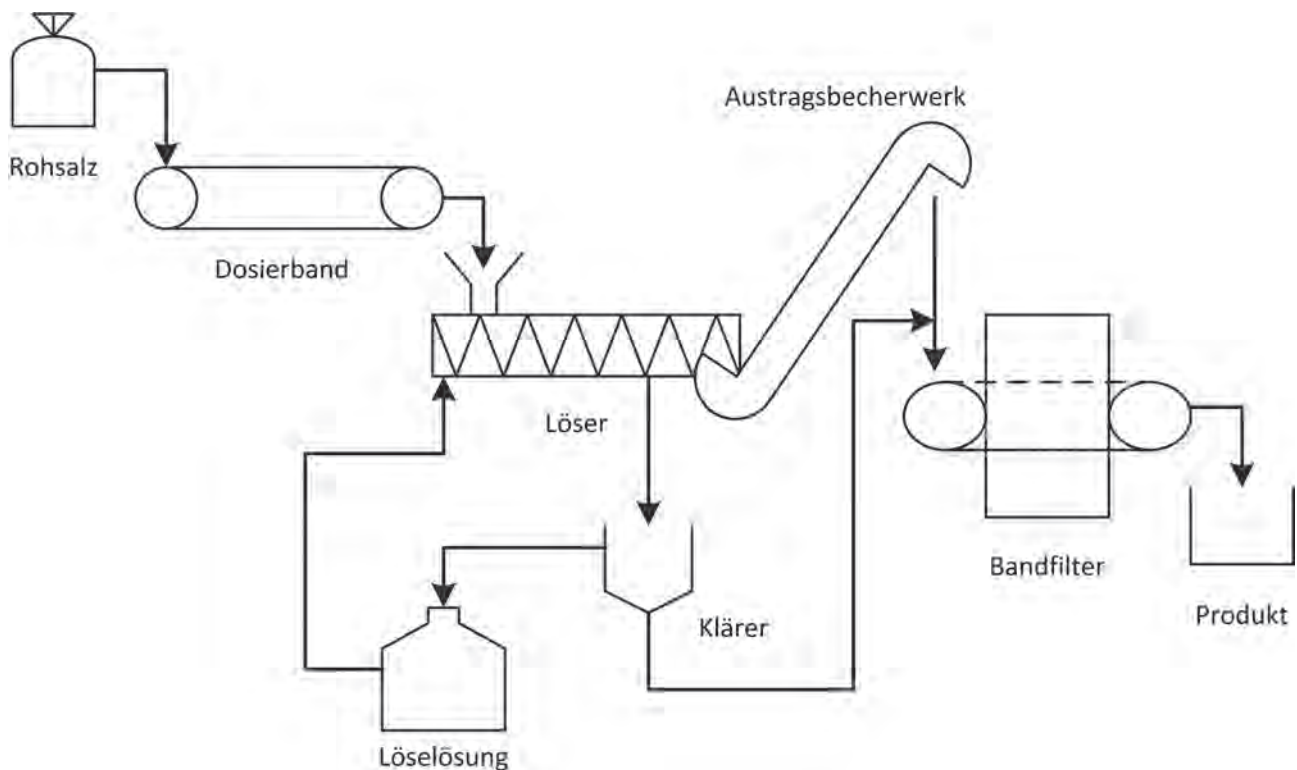 Austragsbecherwerk
Rohsalz
Dosierband
Löser
Bandfilter
Klärer
Produkt
Löselösung